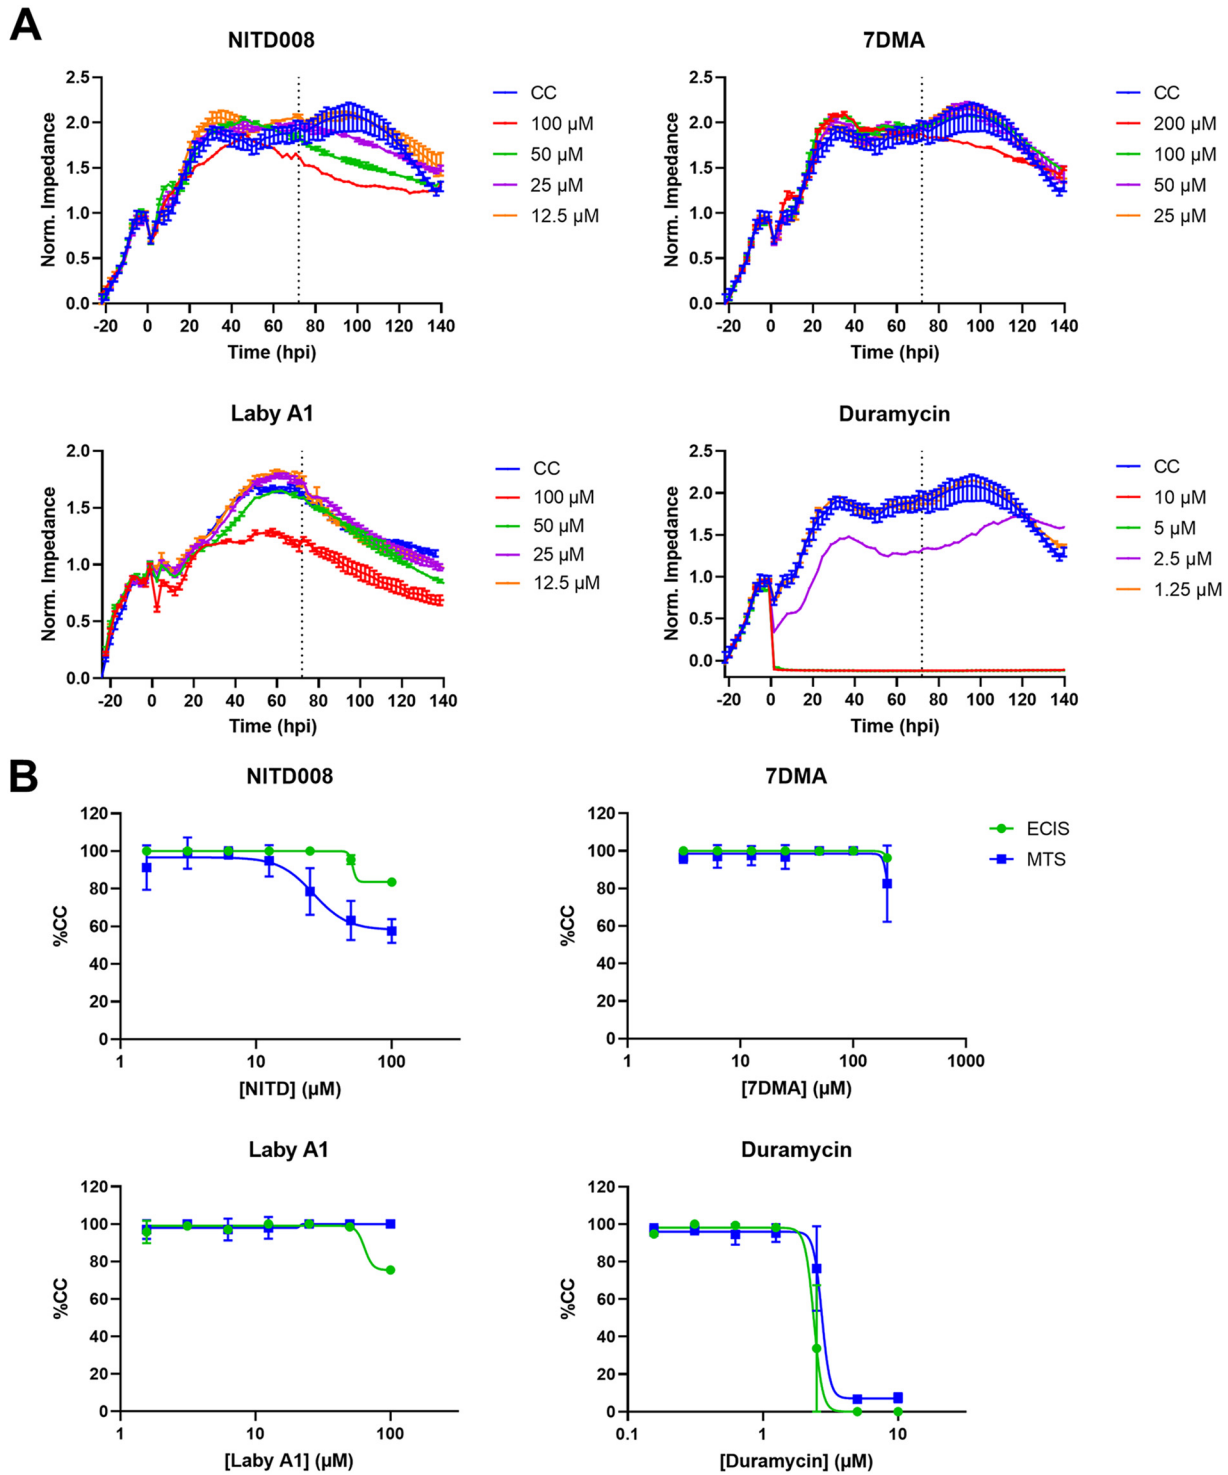 A
NITD008
2.5
2.0
1.5
1.0
0.5
0.0
Norm. Impedance
-20 0 20 40 60 80 100 120 140
Time (hpi)
CC
100 µM
50 µM
25 µM
12.5 µM
7DMA
2.5
2.0
1.5
1.0
0.5
0.0
Norm. Impedance
-20 0 20 40 60 80 100 120 140
Time (hpi)
CC
200 µM
100 µM
50 µM
25 µM
Laby A1
2.0
1.5
1.0
0.5
0.0
Norm. Impedance
-20 0 20 40 60 80 100 120 140
Time (hpi)
CC
100 µM
50 µM
25 µM
12.5 µM
Duramycin
2.5
2.0
1.5
1.0
0.5
0.0
Norm. Impedance
-20 0 20 40 60 80 100 120 140
Time (hpi)
CC
10 µM
5 µM
2.5 µM
1.25 µM
B
NITD008
120
100
80
60
40
20
0
%CC
1 10 100
[NITD] (µM)
7DMA
120
100
80
60
40
20
0
%CC
1 10 100 1000
[7DMA] (µM)
ECIS
MTS
Laby A1
120
100
80
60
40
20
0
%CC
1 10 100
[Laby A1] (µM)
Duramycin
120
100
80
60
40
20
0
%CC
0.1 1 10
[Duramycin] (µM)